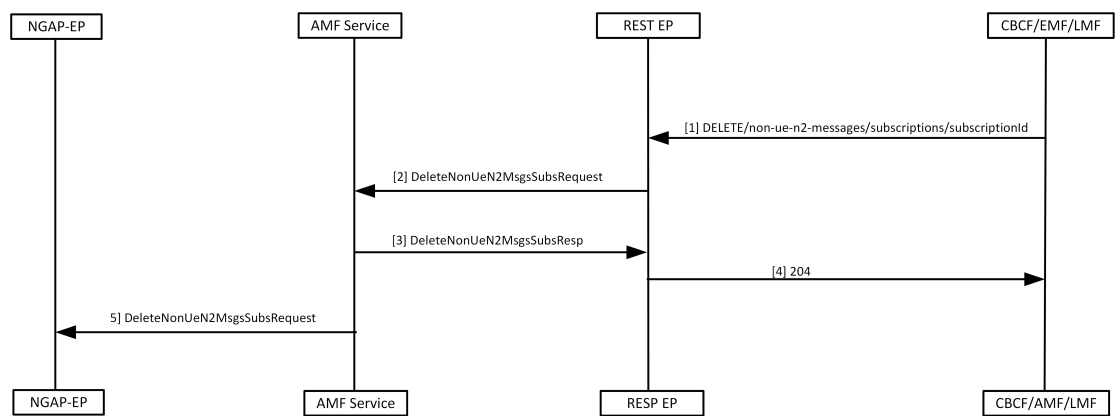 NGAP-EP
AMF Service
REST EP
CBCF/EMF/LMF
[1] DELETE/non-ue-n2-messages/subscriptions/subscriptionId
[2] DeleteNonUeN2MsgSubsRequest
[3] DeleteNonUeN2MsgsSubsResp
[4] 204
5] DeleteNonUeN2MsgsSubsRequest
NGAP-EP
AMF Service
RESP EP
CBCF/AMF/LMF